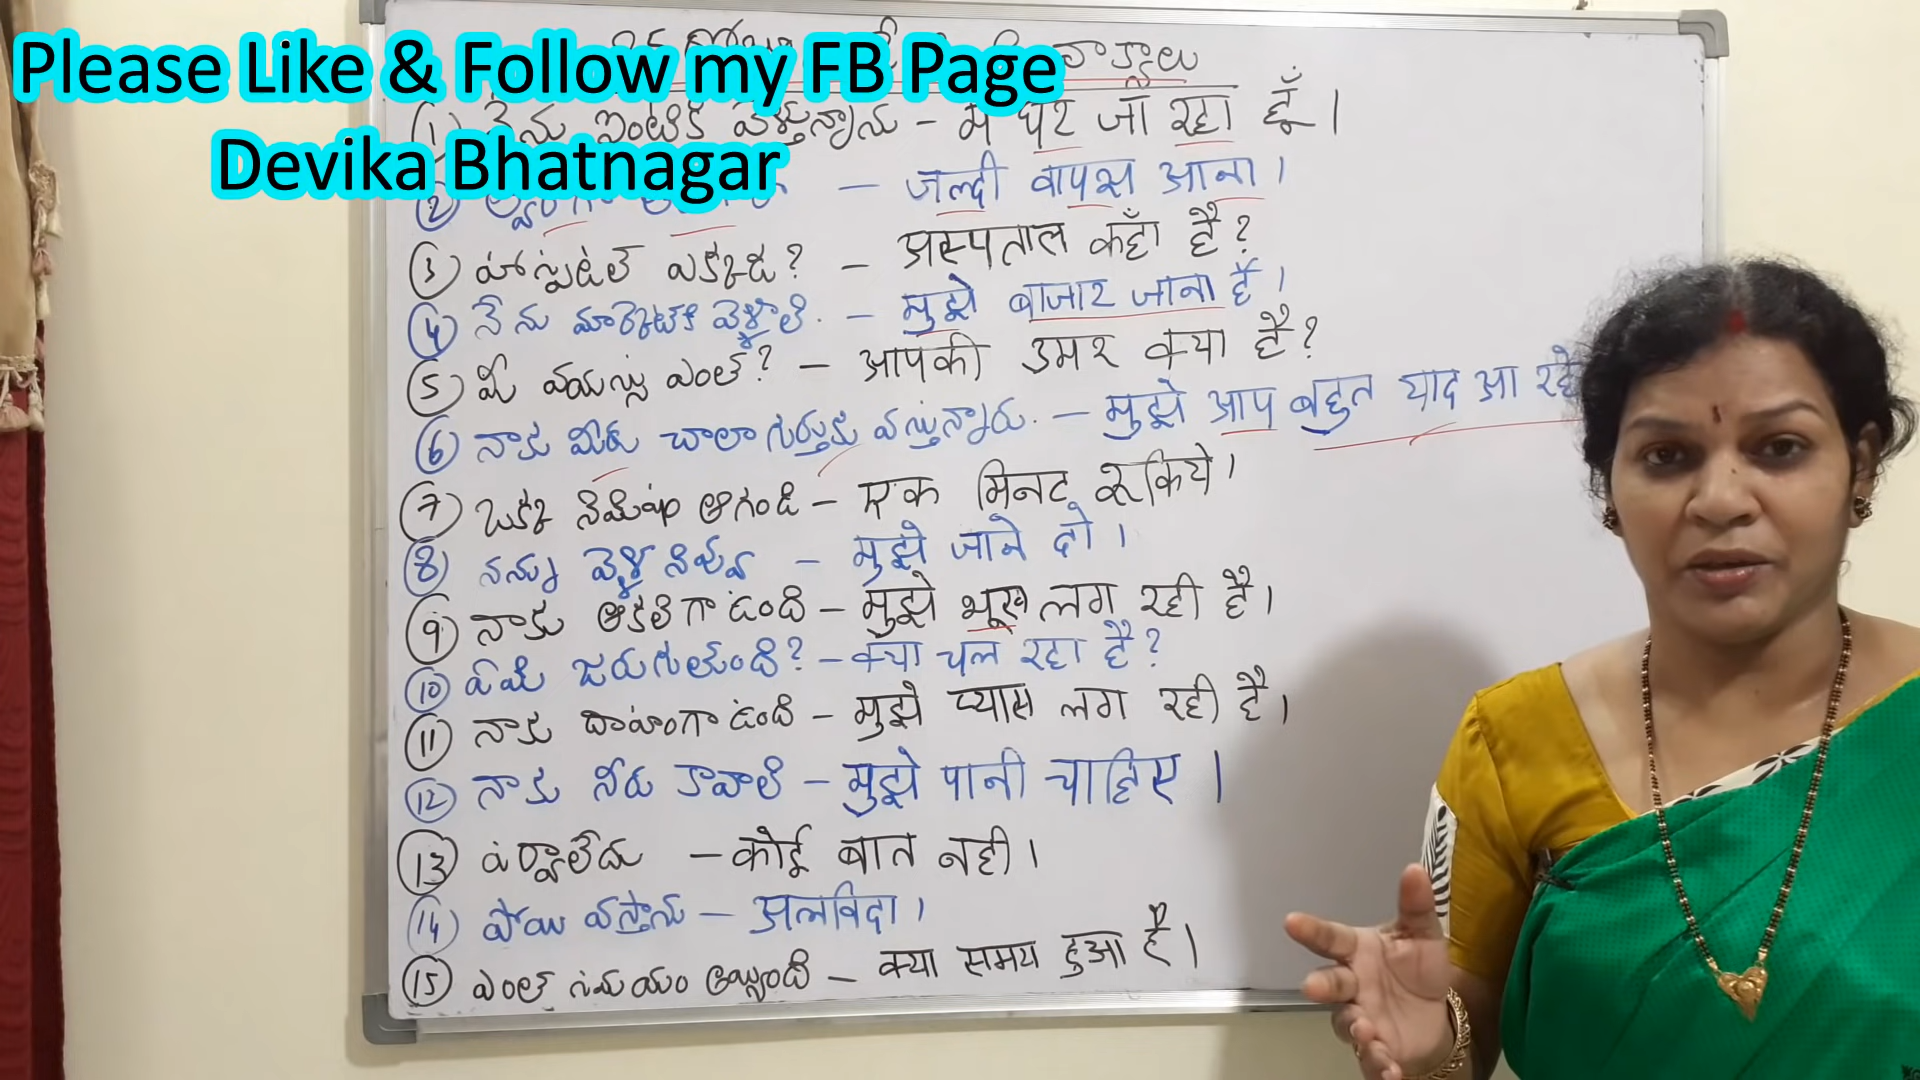 Please Like & Follow my FB Page
Devika Bhatnagar
వాక్యాలు
① నేను ఇంటికి వెళ్తున్నాను - मैं घर जा रहा हूँ।
② - जल्दी वापस आना।
③ హాస్పిటల్ ఎక్కడ? - अस्पताल कहाँ है?
④ నేను మార్కెట్‌కి వెళ్ళాలి. - मुझे बाजार जाना है।
⑤ మీ వయస్సు ఎంత? - आपकी उमर क्या है?
⑥ నాకు మీరు చాలా గుర్తుకు వస్తున్నారు. - मुझे आप बहुत याद आ रहे
⑦ ఒక్క నిమిషం ఆగండి - एक मिनट रूकिये।
⑧ నన్ను వెళ్ళనివ్వు - मुझे जाने दो।
⑨ నాకు ఆకలిగా ఉంది - मुझे भूख लग रही है।
⑩ ఏమి జరుగుతుంది? - क्या चल रहा है?
⑪ నాకు దాహంగా ఉంది - मुझे प्यास लग रही है।
⑫ నాకు నీరు కావాలి - मुझे पानी चाहिए।
⑬ పర్వాలేదు - कोई बात नही।
⑭ పోయి వస్తాను - अलविदा।
⑮ ఎంత సమయం అయ్యింది - क्या समय हुआ है।